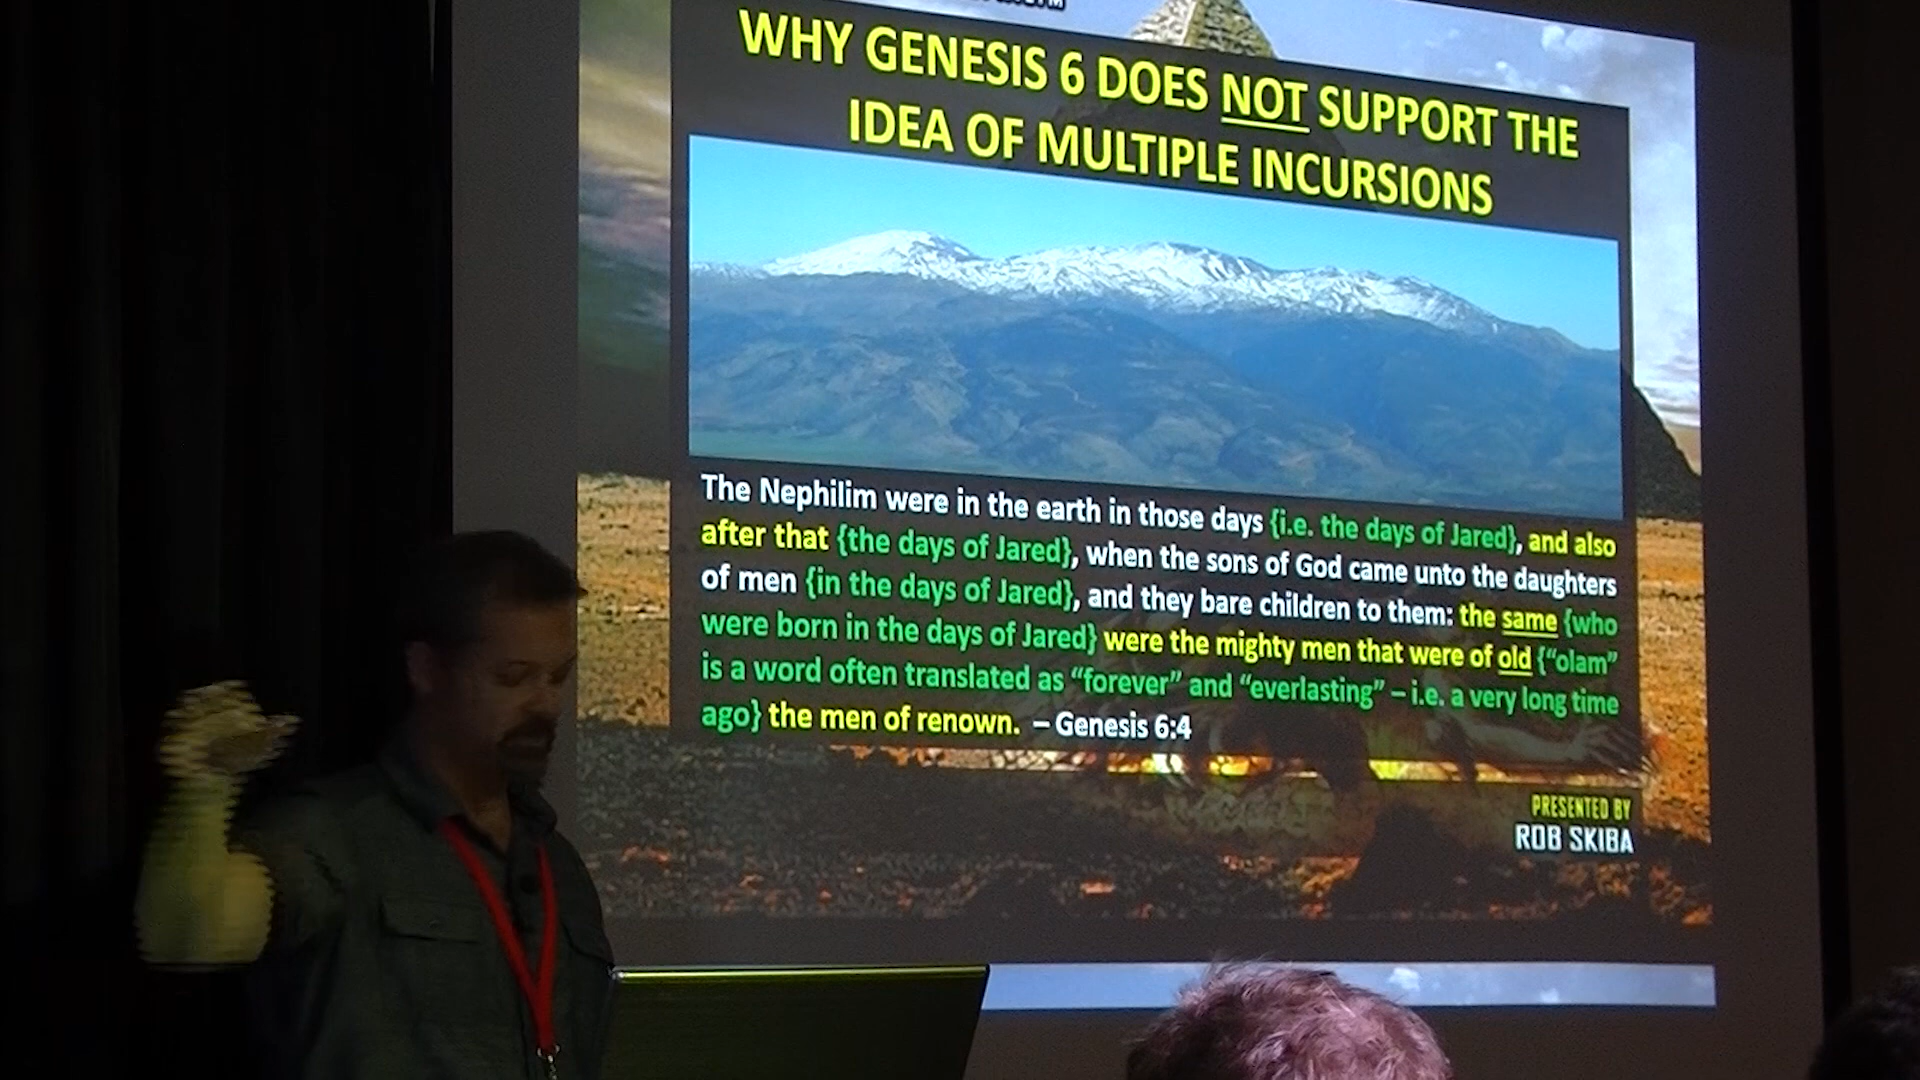 WHY GENESIS 6 DOES NOT SUPPORT THE
IDEA OF MULTIPLE INCURSIONS
The Nephilim were in the earth in those days {i.e. the days of Jared}, and also
after that {the days of Jared}, when the sons of God came unto the daughters
of men {in the days of Jared}, and they bare children to them: the same {who
were born in the days of Jared} were the mighty men that were of old {“olam”
is a word often translated as “forever” and “everlasting” – i.e. a very long time
ago} the men of renown. – Genesis 6:4
PRESENTED BY
ROB SKIBA